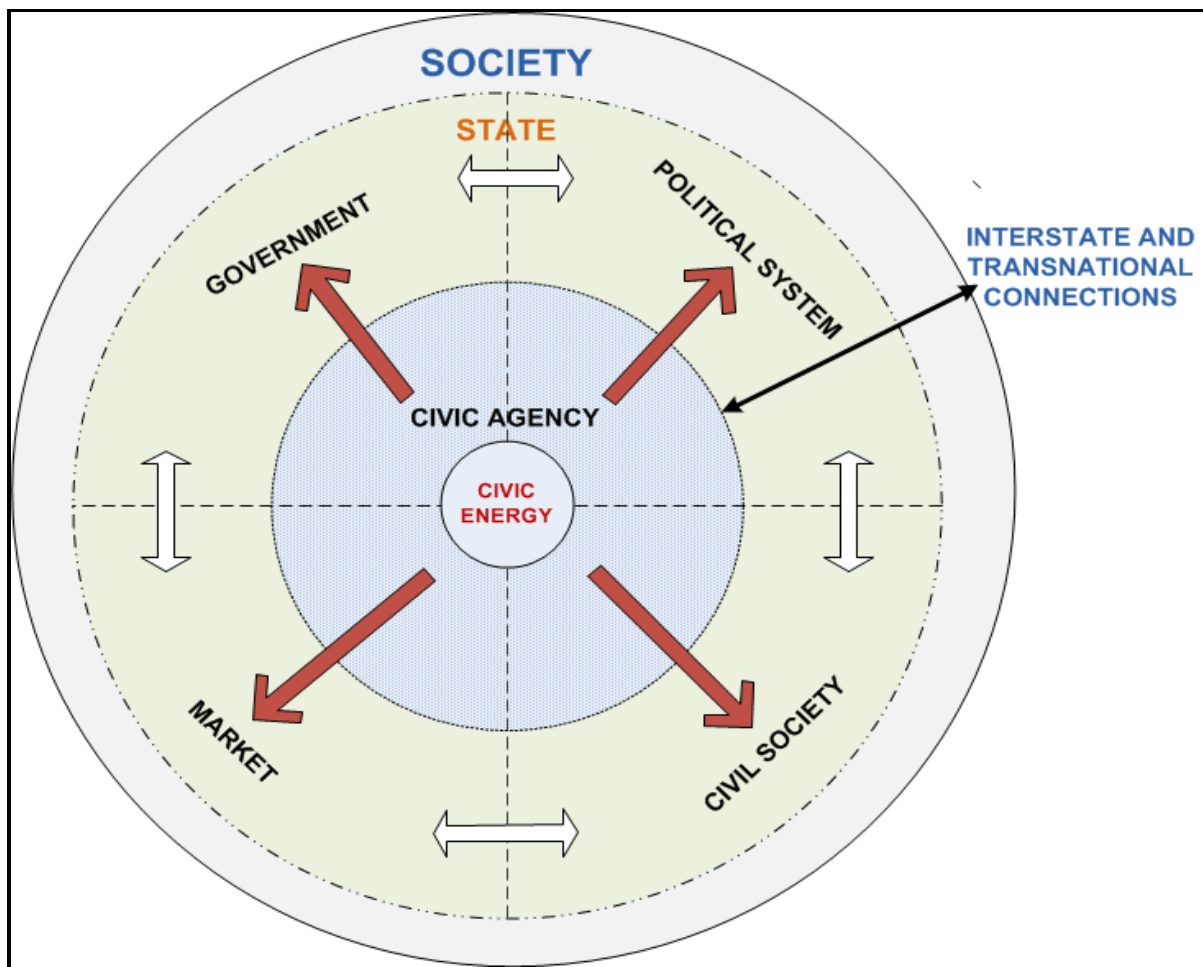 SOCIETY
STATE
GOVERNMENT
POLITICAL SYSTEM
INTERSTATE AND
TRANSNATIONAL
CONNECTIONS
CIVIC AGENCY
CIVIC
ENERGY
MARKET
CIVIL SOCIETY